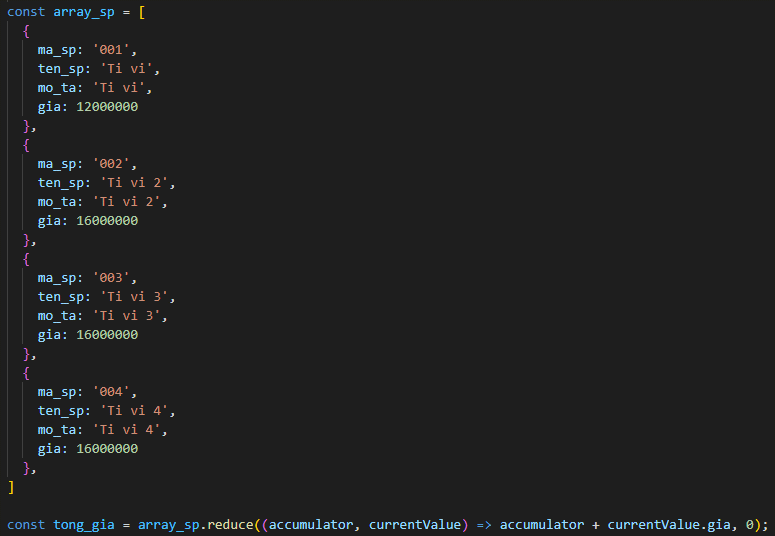 const array_sp = [
  {
    ma_sp: '001',
    ten_sp: 'Ti vi',
    mo_ta: 'Ti vi',
    gia: 12000000
  },
  {
    ma_sp: '002',
    ten_sp: 'Ti vi 2',
    mo_ta: 'Ti vi 2',
    gia: 16000000
  },
  {
    ma_sp: '003',
    ten_sp: 'Ti vi 3',
    mo_ta: 'Ti vi 3',
    gia: 16000000
  },
  {
    ma_sp: '004',
    ten_sp: 'Ti vi 4',
    mo_ta: 'Ti vi 4',
    gia: 16000000
  },
]
const tong_gia = array_sp.reduce((accumulator, currentValue) => accumulator + currentValue.gia, 0);